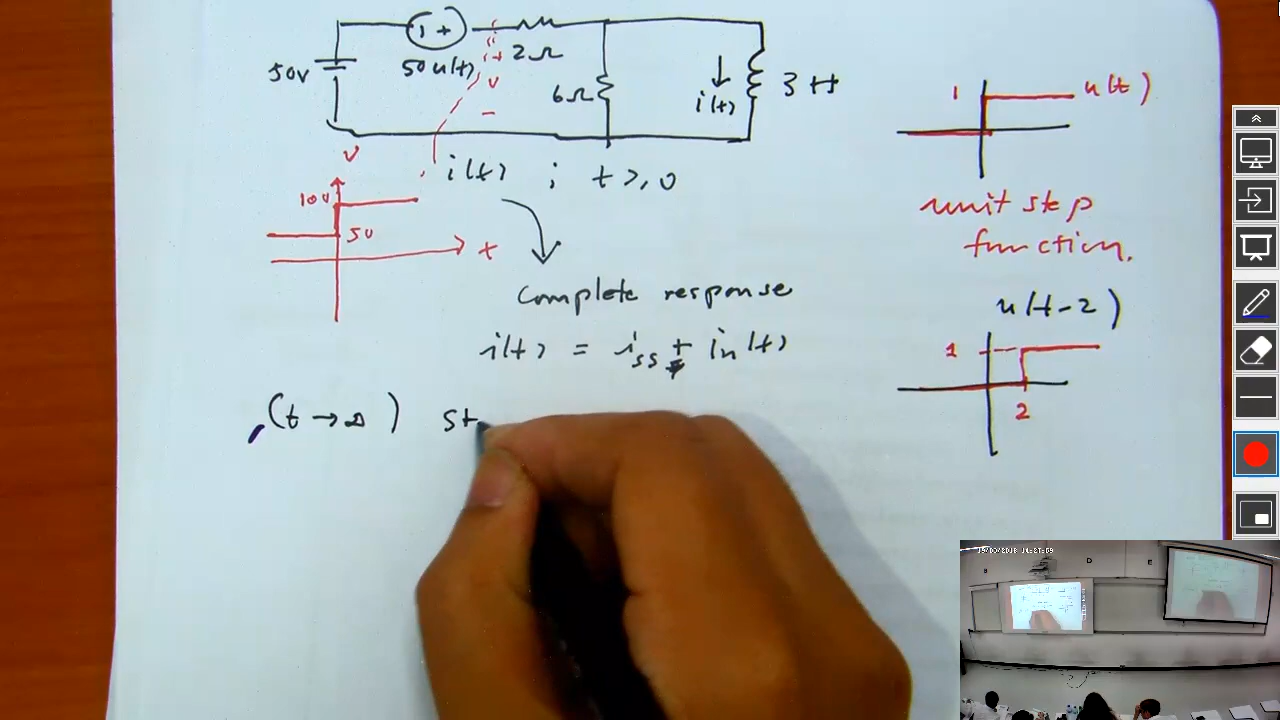 50V
50u(t)
+
2Ω
+
v
-
6Ω
i(t)
3H
i(t) ; t≥0
v
100
50
t
complete response
i(t) = iss + in(t)
(t→∞) st
1
u(t)
unit step
function.
u(t-2)
1
2